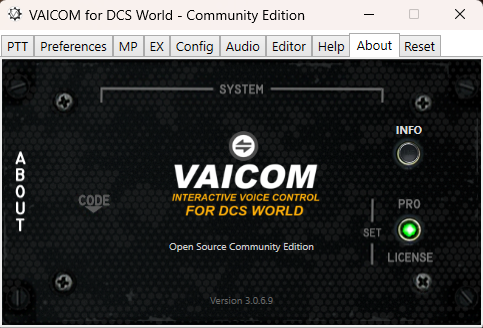 VAICOM for DCS World - Community Edition
PTT Preferences MP EX Config Audio Editor Help About Reset
SYSTEM
INFO
ABOUT
VAICOM
INTERACTIVE VOICE CONTROL
FOR DCS WORLD
CODE
PRO
SET
LICENSE
Open Source Community Edition
Version 3.0.6.9